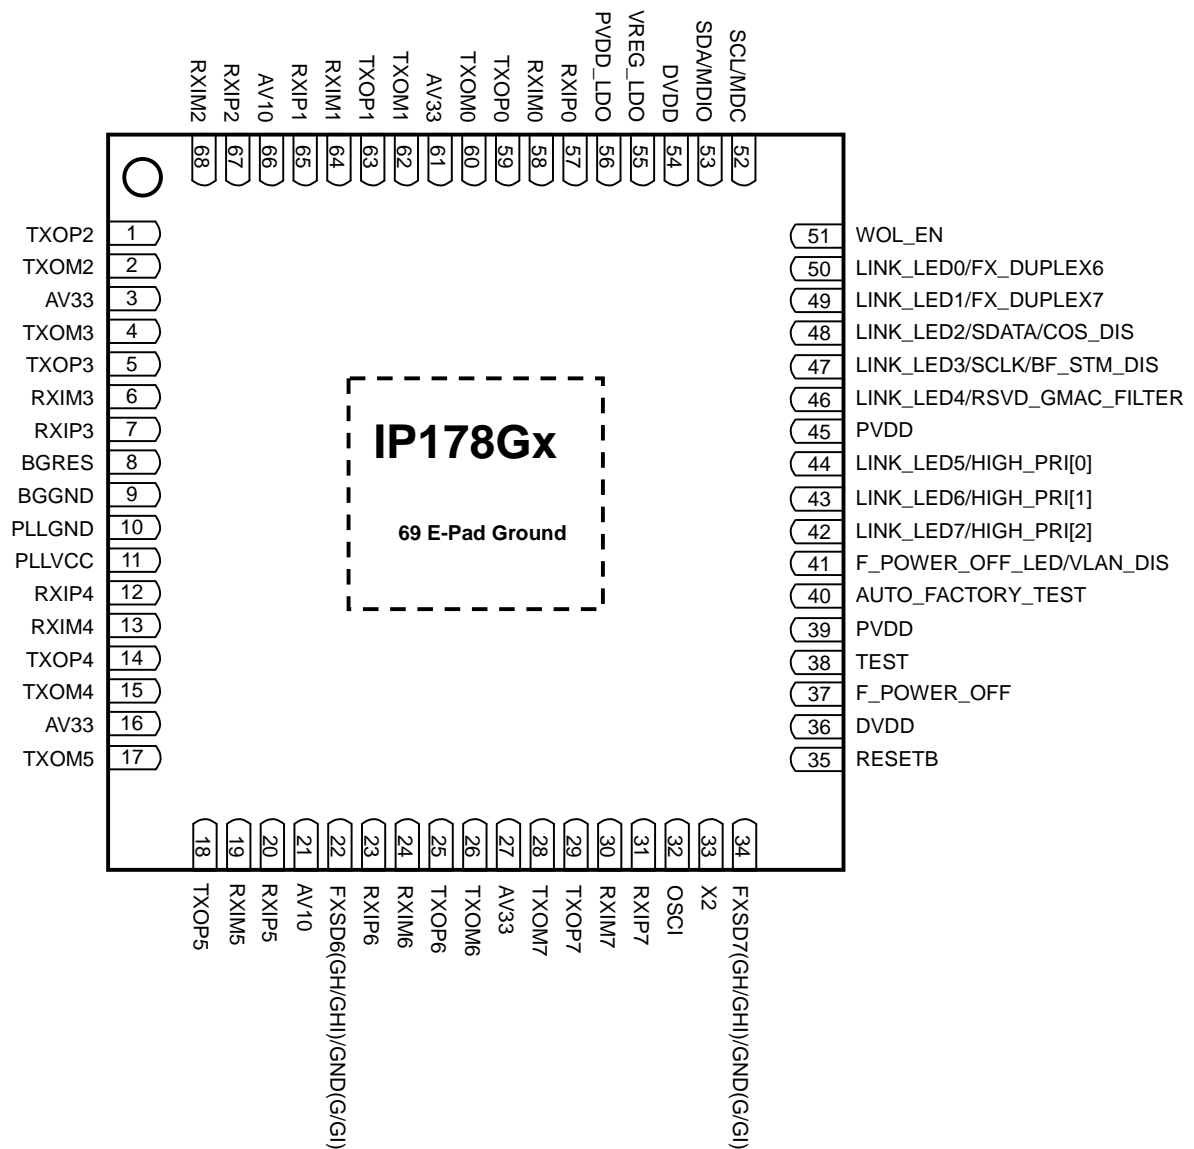 RXIM2
RXIP2
AV10
RXIP1
RXIM1
TXOP1
TXOM1
AV33
TXOM0
TXOP0
RXIM0
RXIP0
PVDD_LDO
VREG_LDO
DVDD
SDA/MDIO
SCL/MDC
68
67
66
65
64
63
62
61
60
59
58
57
56
55
54
53
52
TXOP2 1
TXOM2 2
AV33 3
TXOM3 4
TXOP3 5
RXIM3 6
RXIP3 7
BGRES 8
BGGND 9
PLLGND 10
PLLVCC 11
RXIP4 12
RXIM4 13
TXOP4 14
TXOM4 15
AV33 16
TXOM5 17
IP178Gx
69 E-Pad Ground
51 WOL_EN
50 LINK_LED0/FX_DUPLEX6
49 LINK_LED1/FX_DUPLEX7
48 LINK_LED2/SDATA/COS_DIS
47 LINK_LED3/SCLK/BF_STM_DIS
46 LINK_LED4/RSVD_GMAC_FILTER
45 PVDD
44 LINK_LED5/HIGH_PRI[0]
43 LINK_LED6/HIGH_PRI[1]
42 LINK_LED7/HIGH_PRI[2]
41 F_POWER_OFF_LED/VLAN_DIS
40 AUTO_FACTORY_TEST
39 PVDD
38 TEST
37 F_POWER_OFF
36 DVDD
35 RESETB
18
19
20
21
22
23
24
25
26
27
28
29
30
31
32
33
34
TXOP5
RXIM5
RXIP5
AV10
FXSD6(GH/GHI)/GND(G/GI)
RXIP6
RXIM6
TXOP6
TXOM6
AV33
TXOM7
TXOP7
RXIM7
RXIP7
OSCI
X2
FXSD7(GH/GHI)/GND(G/GI)